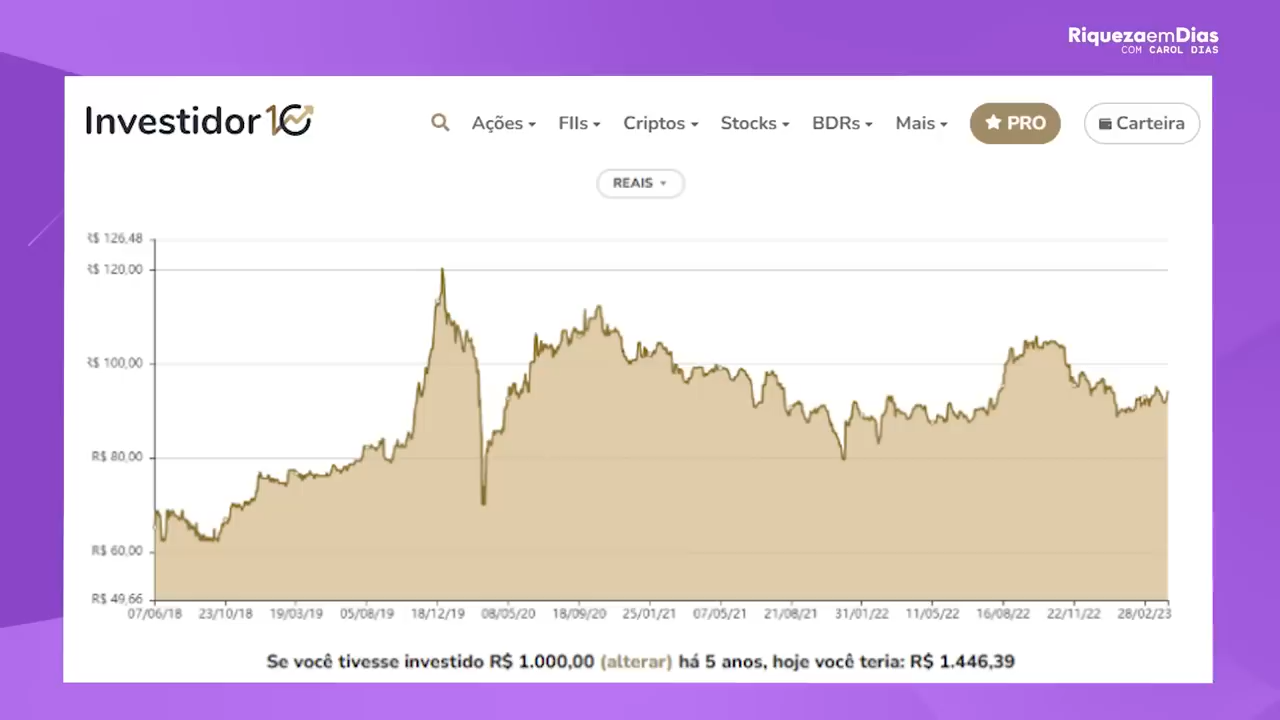 RiquezaemDias
COM CAROL DIAS
Investidor10
Ações
FIIs
Criptos
Stocks
BDRs
Mais
PRO
Carteira
REAIS
R$ 126,48
R$ 120,00
R$ 100,00
R$ 80,00
R$ 60,00
R$ 49,66
07/06/18 23/10/18 19/03/19 05/08/19 18/12/19 08/05/20 18/09/20 25/01/21 07/05/21 21/08/21 31/01/22 11/05/22 16/08/22 22/11/22 28/02/23
Se você tivesse investido R$ 1.000,00 (alterar) há 5 anos, hoje você teria: R$ 1.446,39